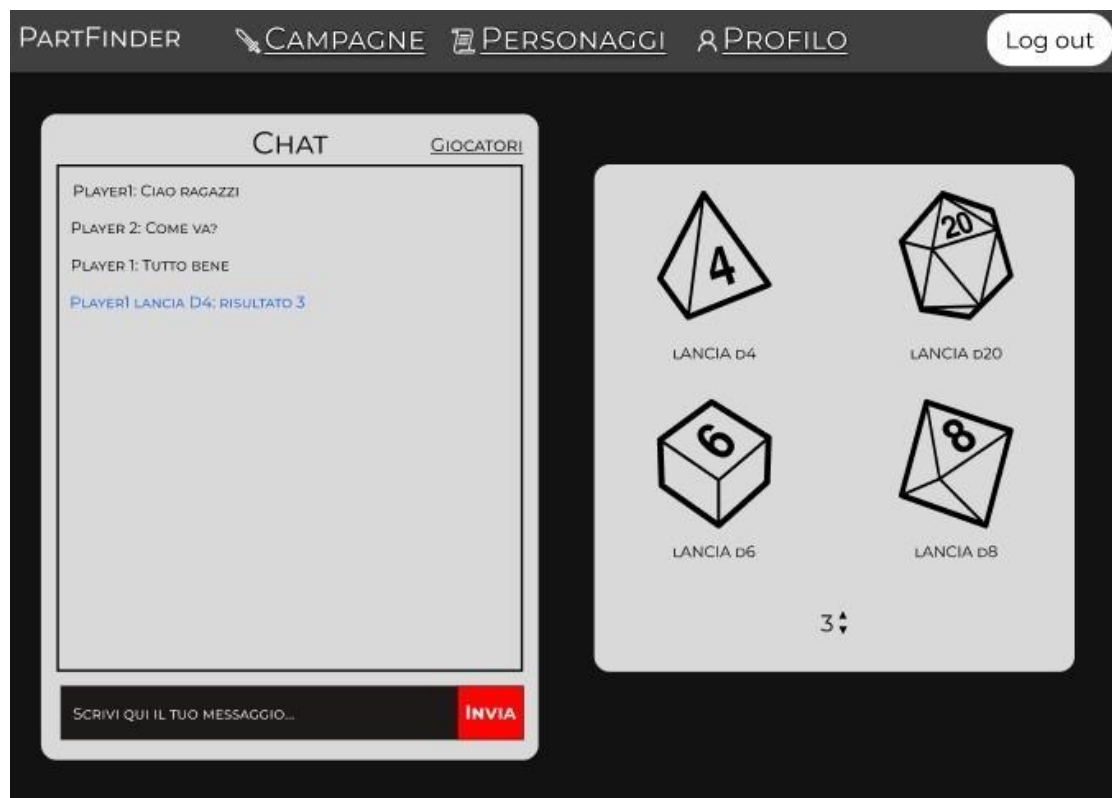 PartFinder
Campagne
Personaggi
Profilo
Log out
Chat
Giocatori
Player1: Ciao ragazzi
Player 2: Come va?
Player 1: Tutto bene
Player1 lancia D4: risultato 3
Scrivi qui il tuo messaggio...
Invia
4
20
lANCIA d4
lANCIA d20
6
8
lANCIA d6
lANCIA d8
3